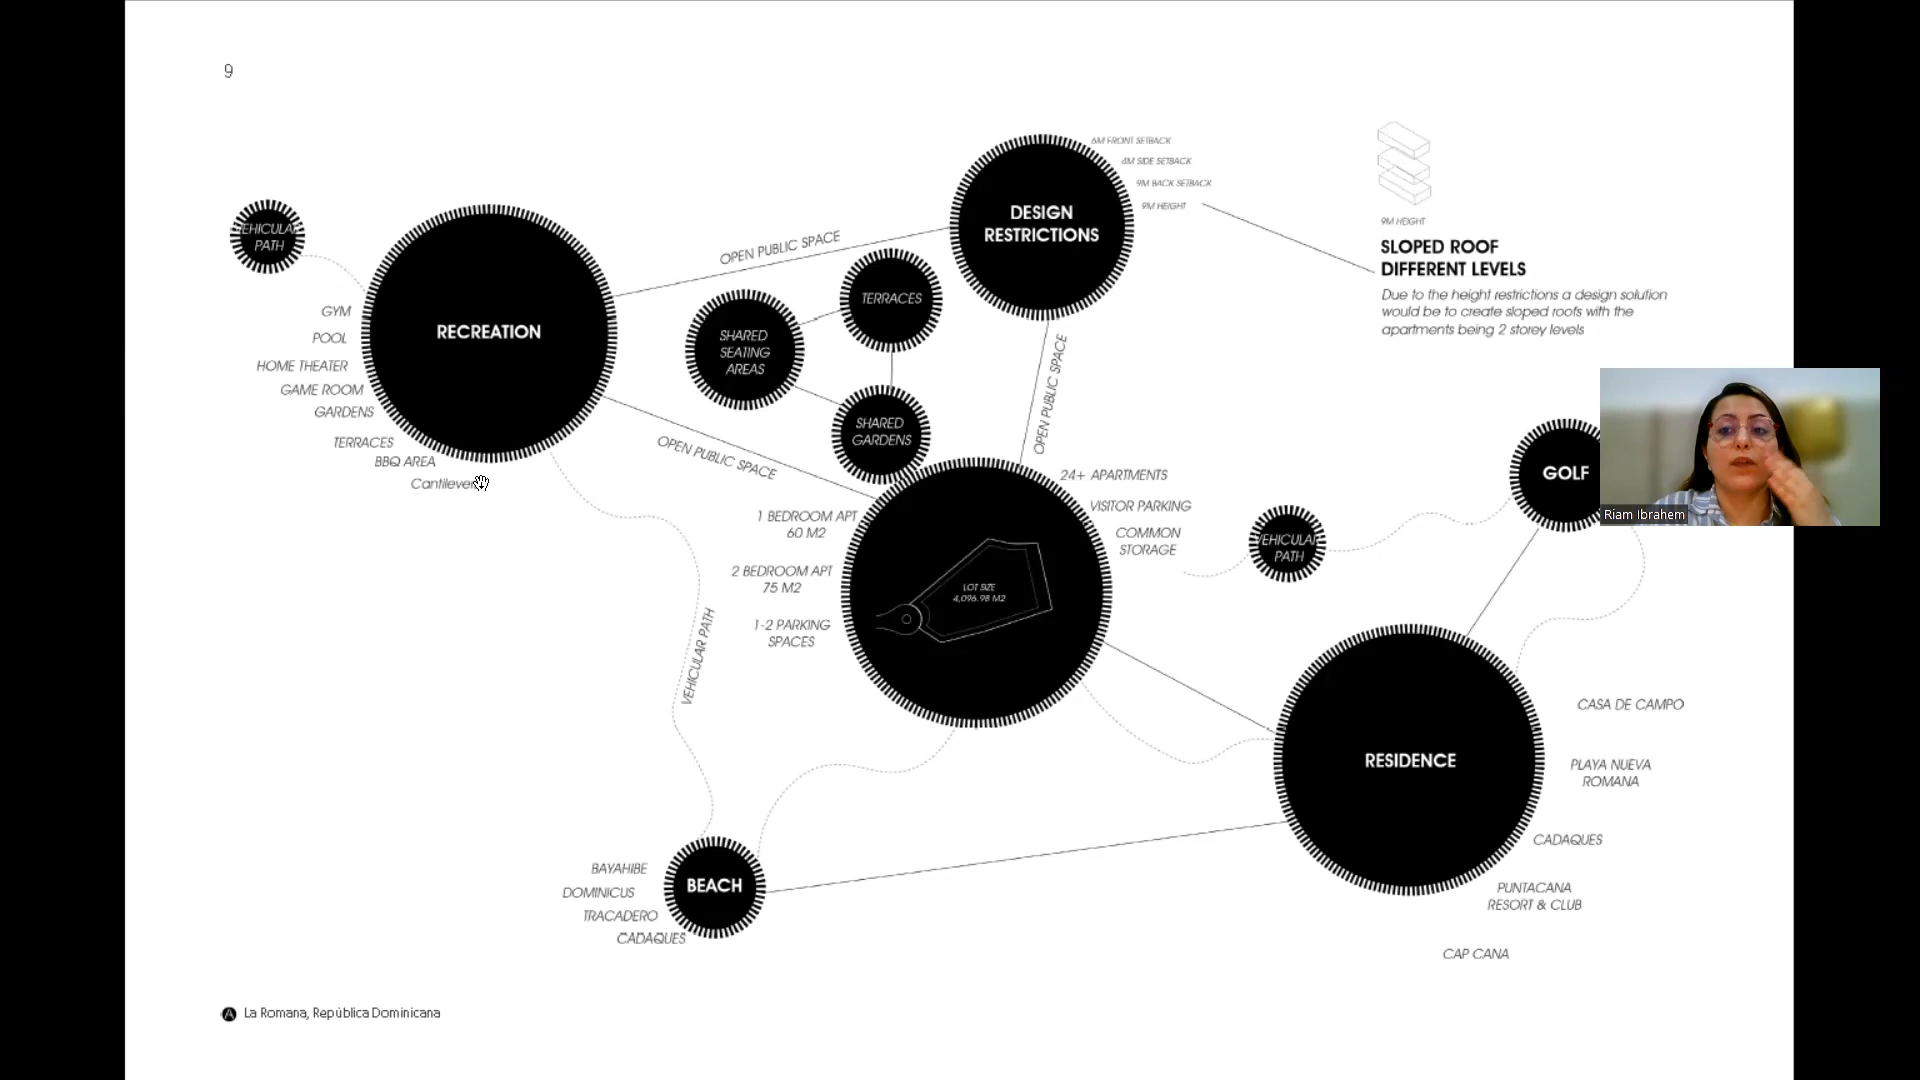 9
6M FRONT SETBACK
4M SIDE SETBACK
9M BACK SETBACK
9M HEIGHT
DESIGN
RESTRICTIONS
9M HEIGHT
SLOPED ROOF
DIFFERENT LEVELS
Due to the height restrictions a design solution
would be to create sloped roofs with the
apartments being 2 storey levels
VEHICULAR
PATH
RECREATION
GYM
POOL
HOME THEATER
GAME ROOM
GARDENS
TERRACES
BBQ AREA
Cantilever
OPEN PUBLIC SPACE
TERRACES
SHARED
SEATING
AREAS
SHARED
GARDENS
OPEN PUBLIC SPACE
OPEN PUBLIC SPACE
24+ APARTMENTS
VISITOR PARKING
COMMON
STORAGE
1 BEDROOM APT
60 M2
2 BEDROOM APT
75 M2
1-2 PARKING
SPACES
LOT SIZE
4,096.98 M2
VEHICULAR
PATH
GOLF
Riam Ibrahem
VEHICULAR PATH
RESIDENCE
CASA DE CAMPO
PLAYA NUEVA
ROMANA
CADAQUES
PUNTACANA
RESORT & CLUB
CAP CANA
BEACH
BAYAHIBE
DOMINICUS
TRACADERO
CADAQUES
La Romana, República Dominicana